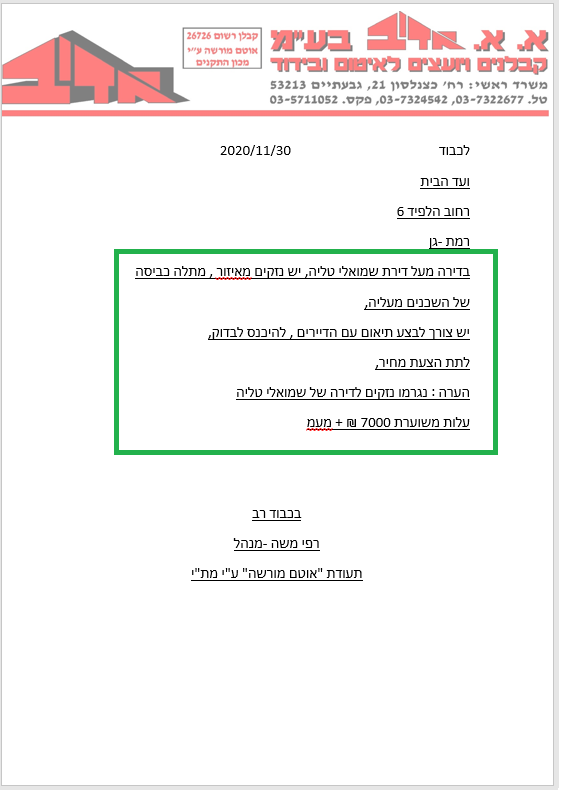 א. א. אדיב בע"מ
קבלנים ויועצים לאיטום ובידוד
משרד ראשי: רח' כצנלסון 21, גבעתיים 53213
טל. 03-7322677, 03-7324542, פקס. 03-5711052
קבלן רשום 26726
אוטם מורשה ע"י
מכון התקנים
אדיב
לכבוד 2020/11/30
ועד הבית
רחוב הלפיד 6
רמת -גן
בדירה מעל דירת שמואלי טליה, יש נזקים מאיזור , מתלה כביסה
של השכנים מעליה,
יש צורך לבצע תיאום עם הדיירים , להיכנס לבדוק,
לתת הצעת מחיר,
הערה : נגרמו נזקים לדירה של שמואלי טליה
עלות משוערת 7000 ₪ + מעמ
בכבוד רב
רפי משה -מנהל
תעודת "אוטם מורשה" ע"י מת"י